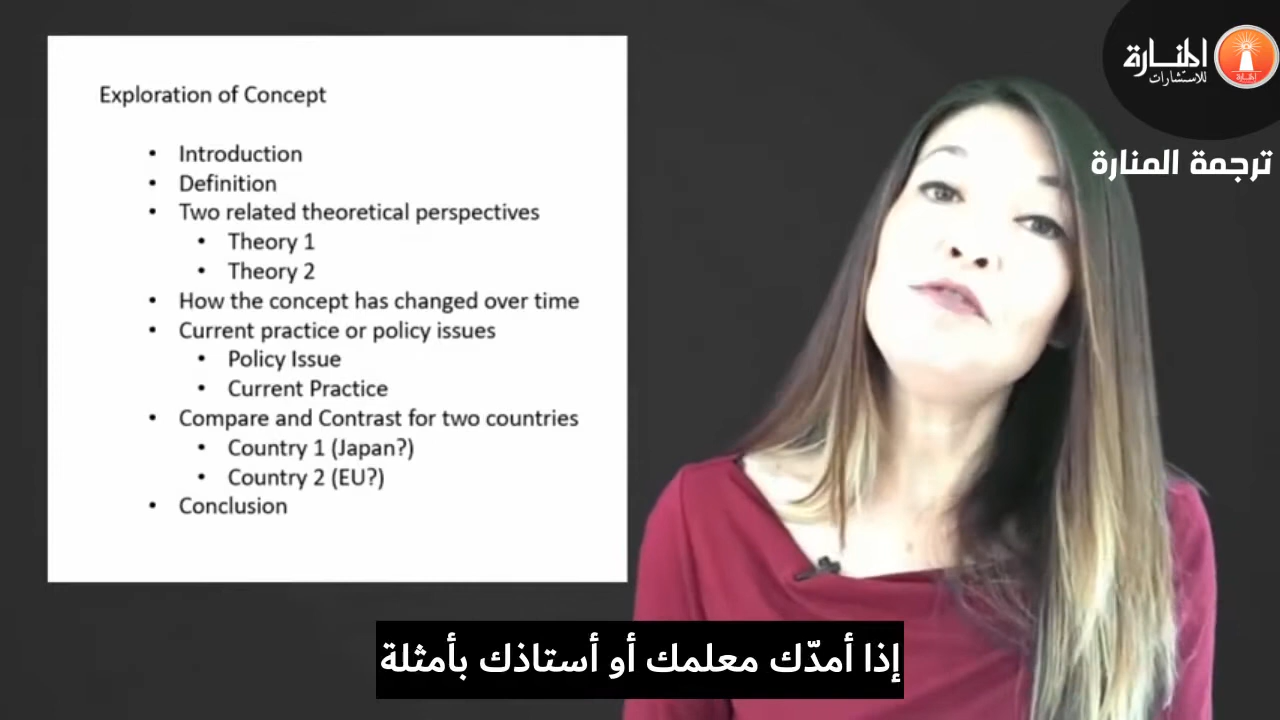 Exploration of Concept
• Introduction
• Definition
• Two related theoretical perspectives
• Theory 1
• Theory 2
• How the concept has changed over time
• Current practice or policy issues
• Policy Issue
• Current Practice
• Compare and Contrast for two countries
• Country 1 (Japan?)
• Country 2 (EU?)
• Conclusion
المنارة
للاستشارات
ترجمة المنارة
إذا أمدّك معلمك أو أستاذك بأمثلة